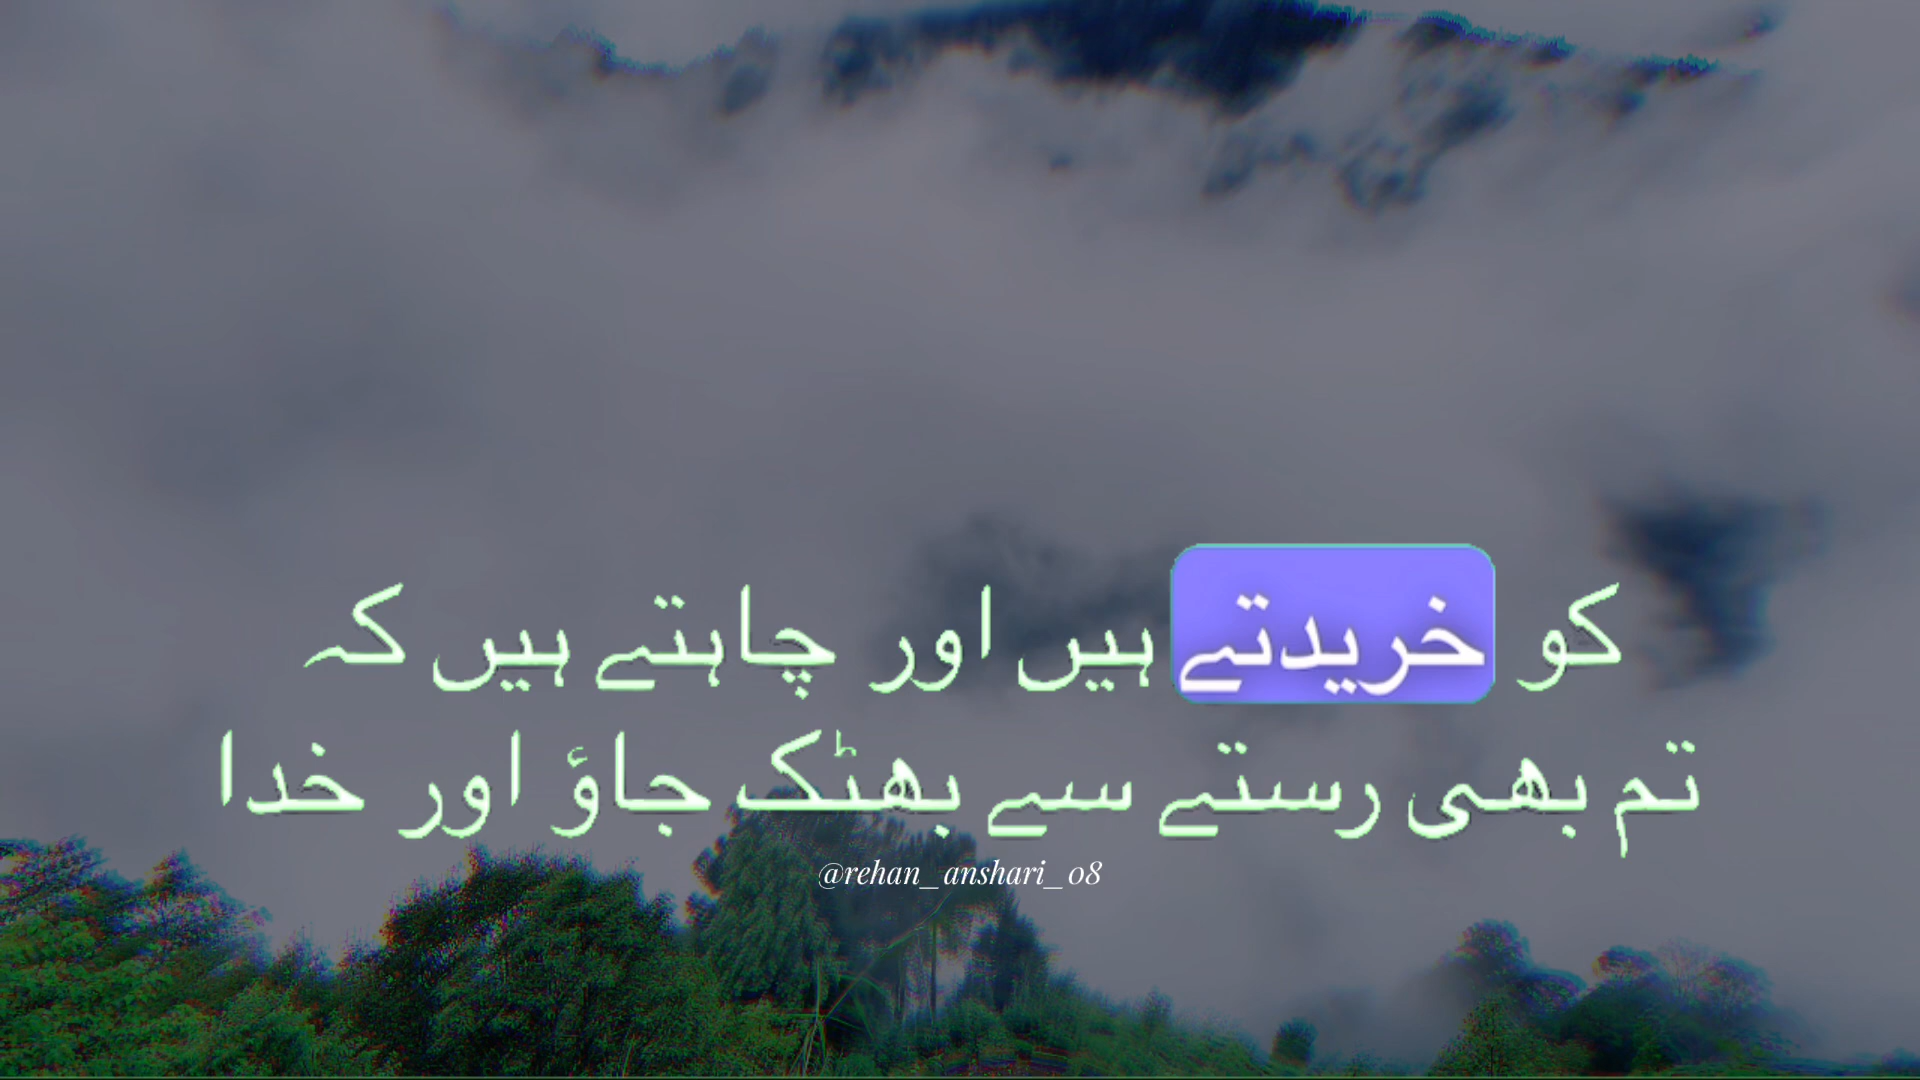 کو خریدتے ہیں اور چاہتے ہیں کہ
تم بھی رستے سے بھٹک جاؤ اور خدا
@rehan_anshari_08